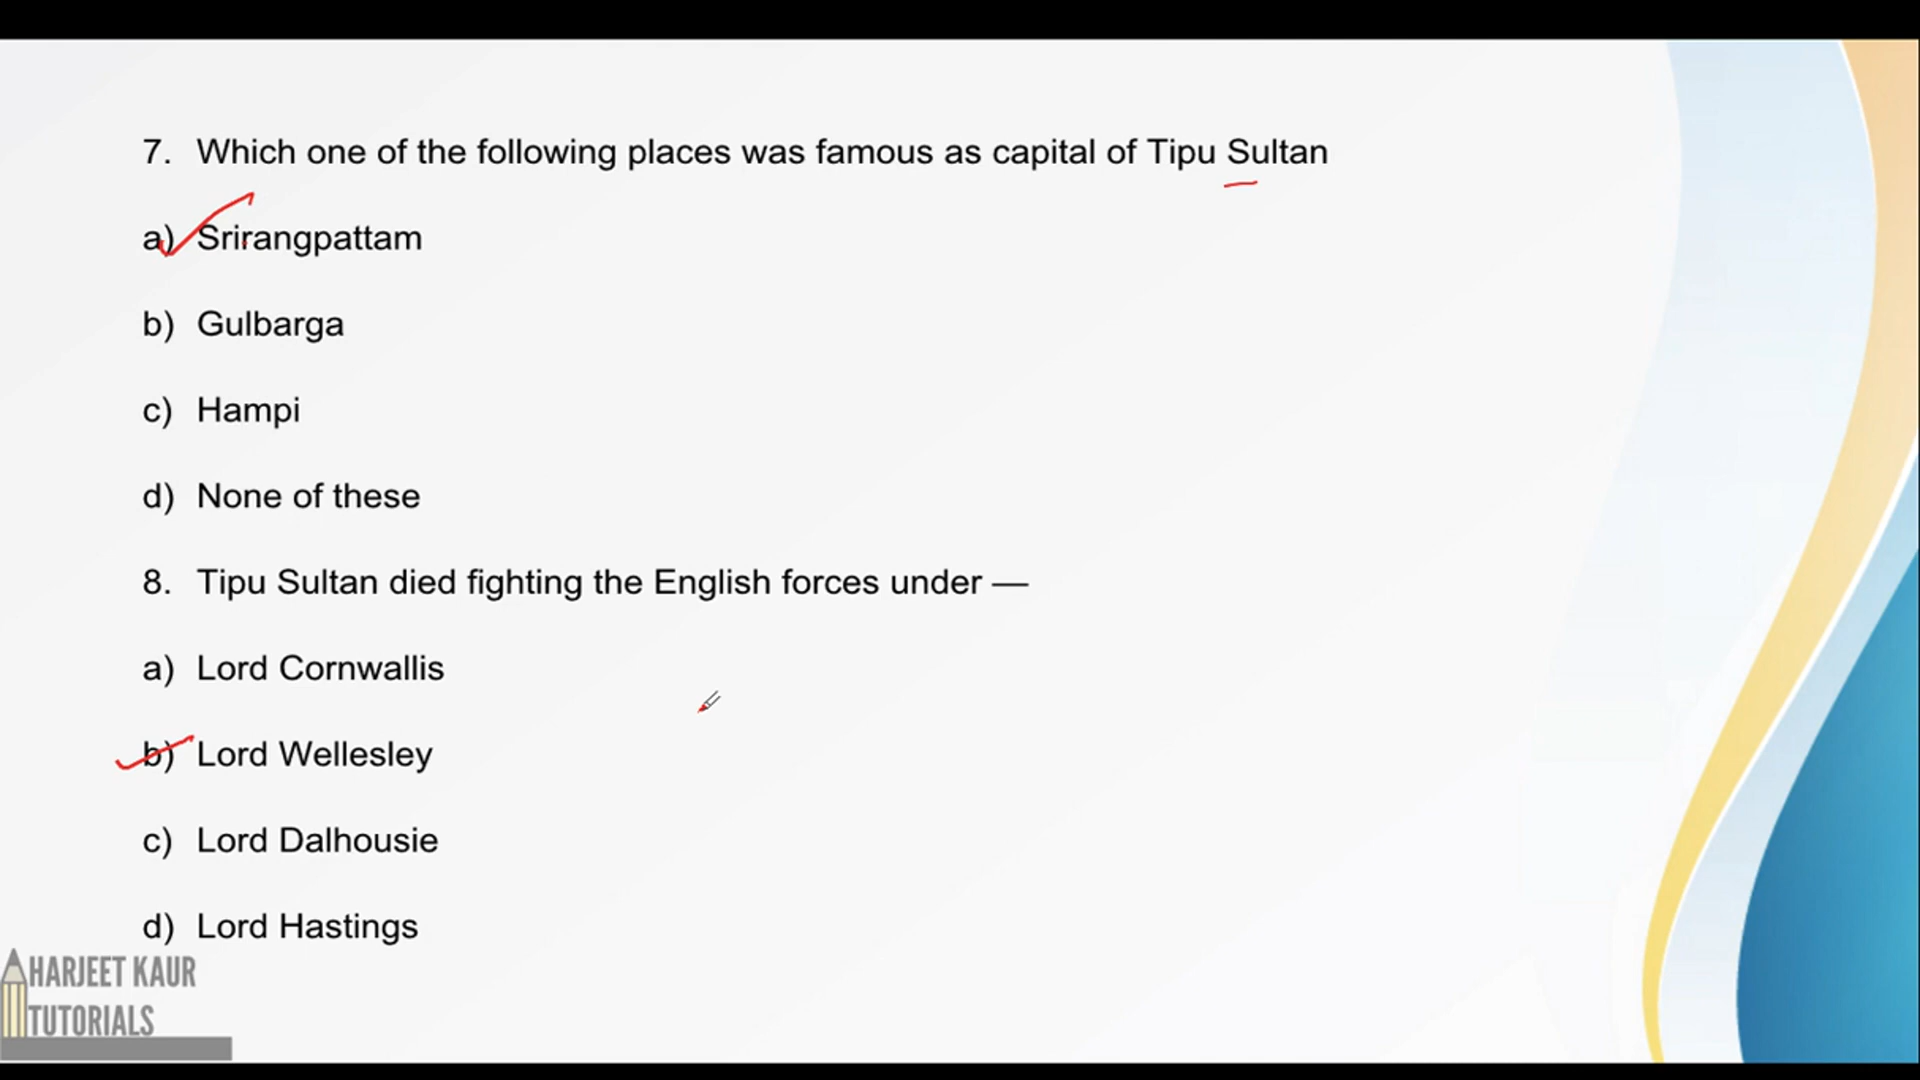 7. Which one of the following places was famous as capital of Tipu Sultan
a) Srirangpattam
b) Gulbarga
c) Hampi
d) None of these
8. Tipu Sultan died fighting the English forces under —
a) Lord Cornwallis
b) Lord Wellesley
c) Lord Dalhousie
d) Lord Hastings
HARJEET KAUR
TUTORIALS